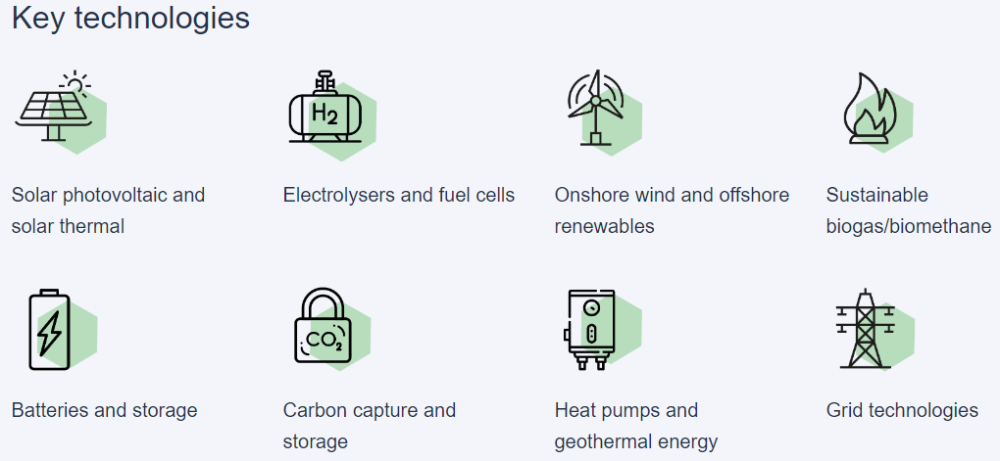 Key technologies
H2
Solar photovoltaic and
solar thermal
Electrolysers and fuel cells
Onshore wind and offshore
renewables
Sustainable
biogas/biomethane
CO2
Batteries and storage
Carbon capture and
storage
Heat pumps and
geothermal energy
Grid technologies